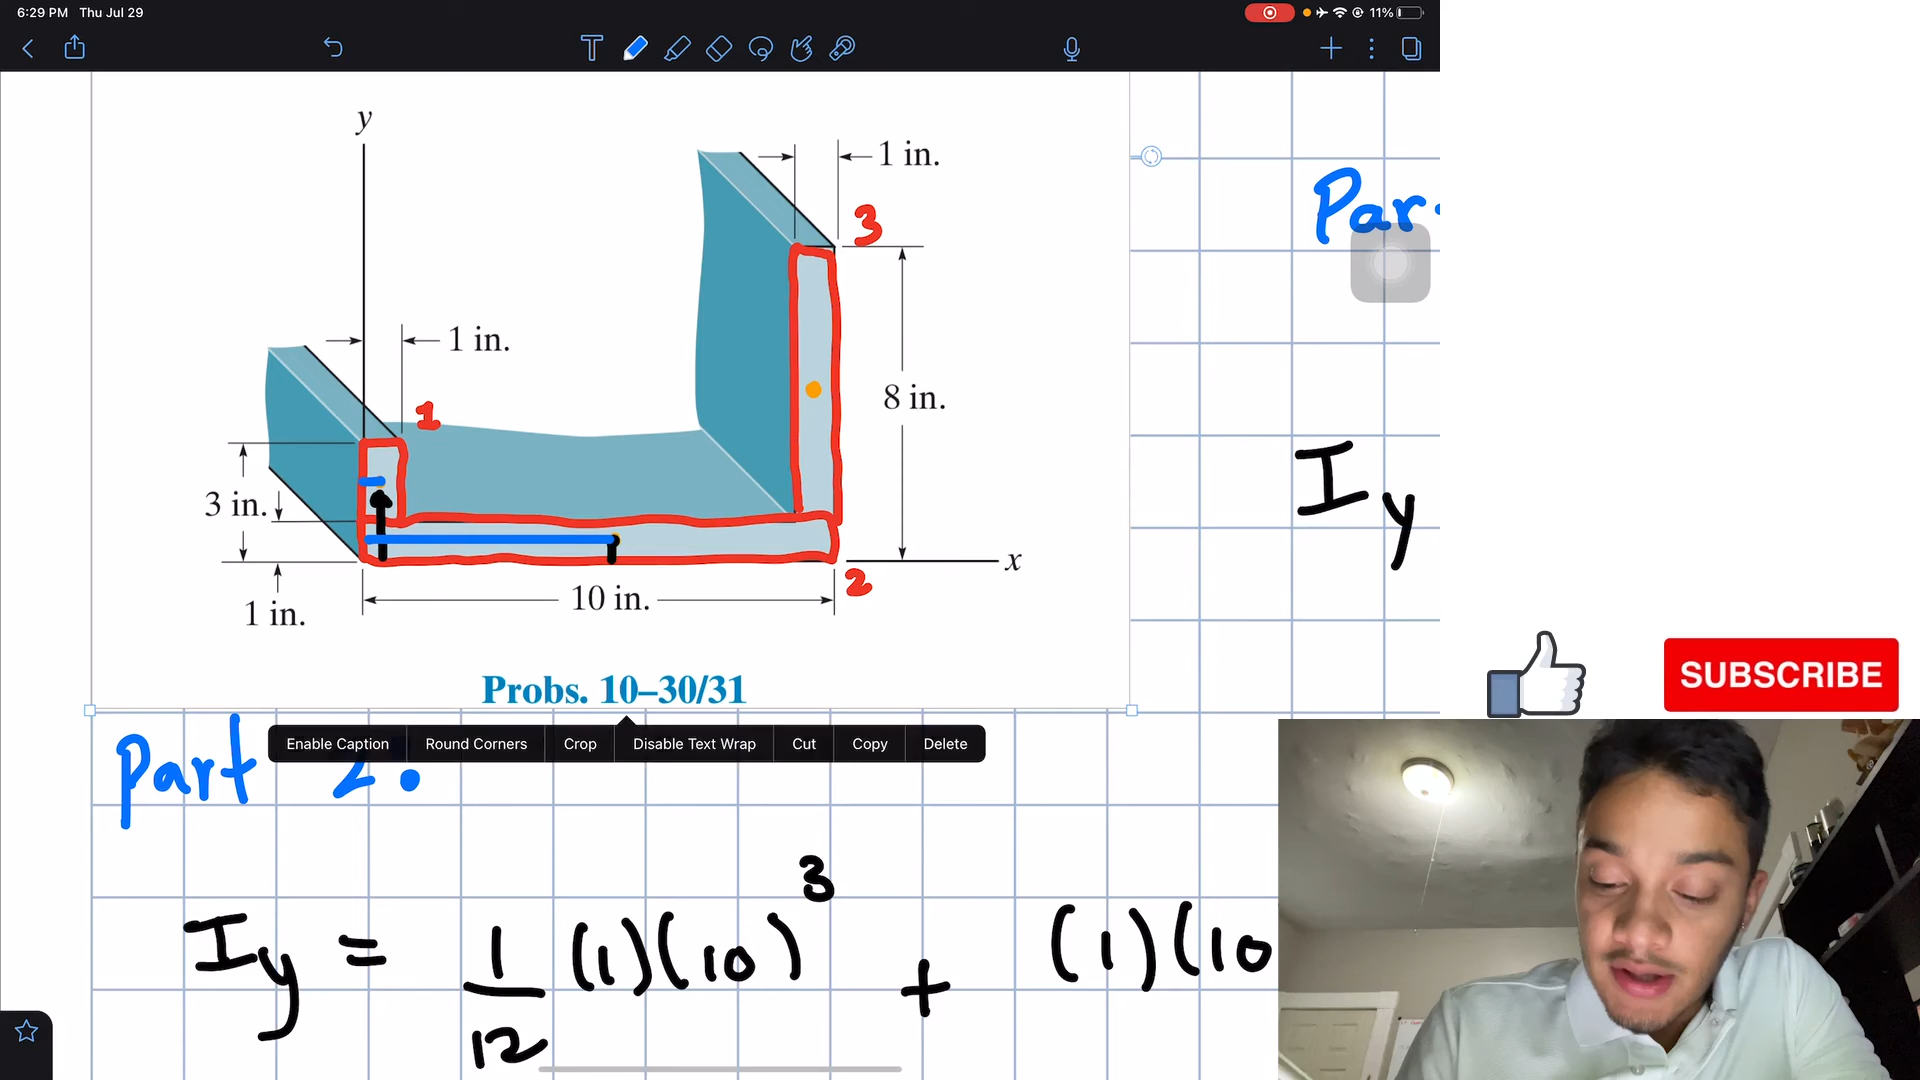 6:29 PM Thu Jul 29
11%
y
1 in.
3
1 in.
1
8 in.
3 in.
x
2
10 in.
1 in.
Probs. 10–30/31
Par
I y
SUBSCRIBE
Enable Caption Round Corners Crop Disable Text Wrap Cut Copy Delete
Part 2.
Iy = 1/12 (1)(10)³ + (1)(10